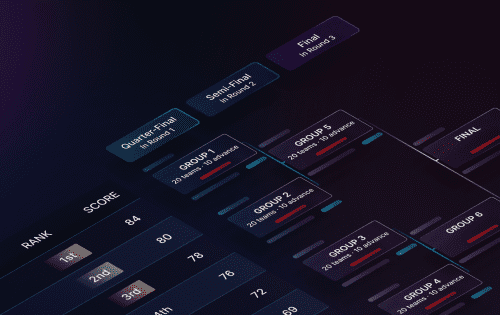 Final
in Round 3
Semi-Final
in Round 2
Quarter-Final
in Round 1
GROUP 1
20 teams · 10 advance
GROUP 5
20 teams · 10 advance
FINAL
GROUP 2
20 teams · 10 advance
GROUP 3
20 teams · 10 advance
GROUP 6
GROUP 4
20 teams · 10 advance
RANK SCORE
1st 84
2nd 80
3rd 78
4th 76
72
69